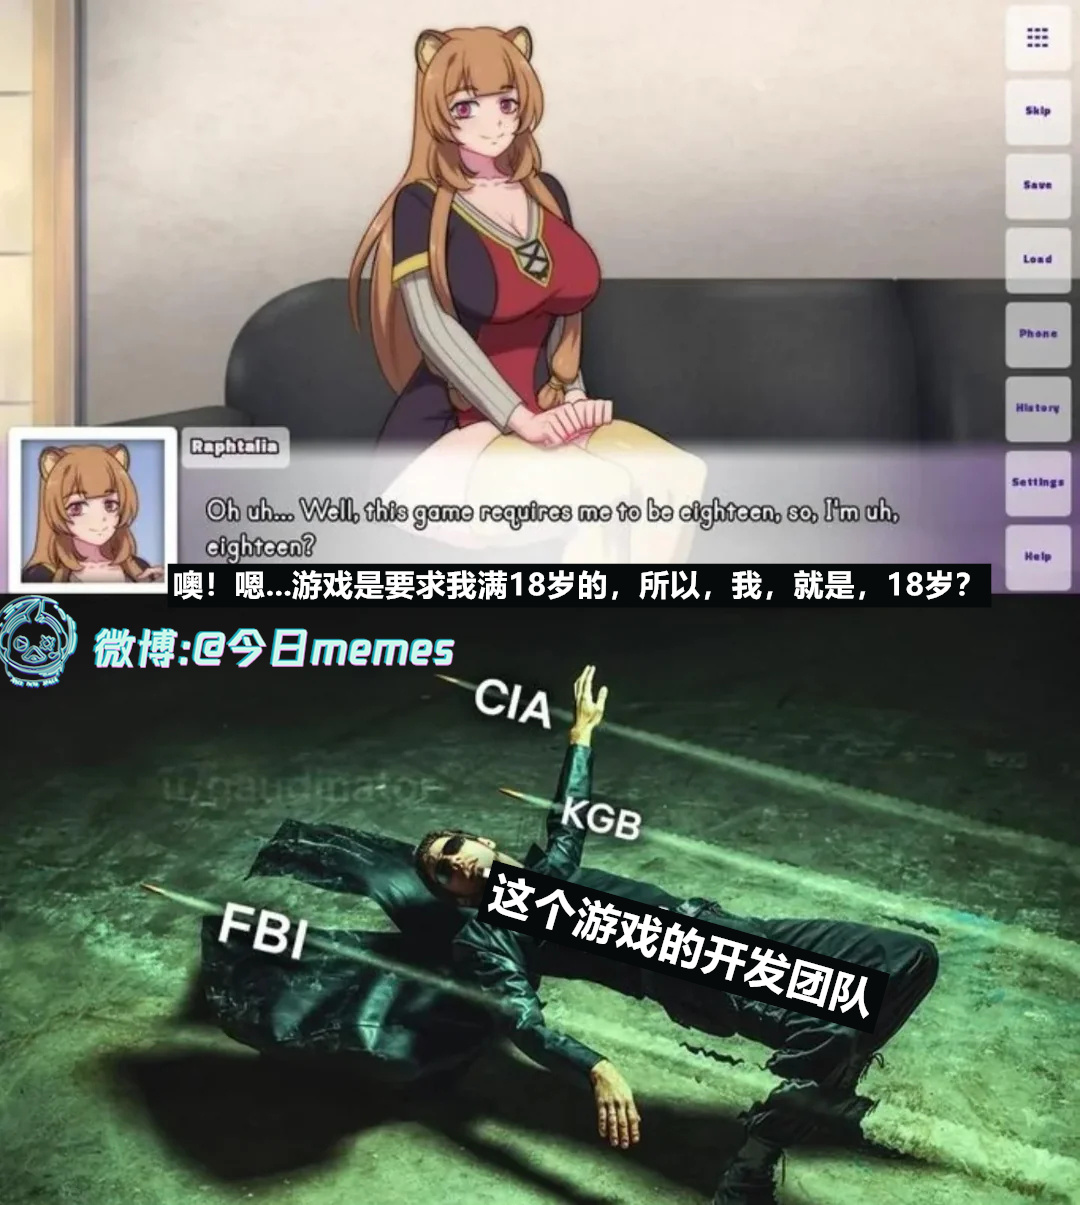 Skip
Save
Load
Phone
History
Settings
Help
Raphtalia
Oh uh... Well, this game requires me to be eighteen, so, I'm uh,
eighteen?
噢！嗯...游戏是要求我满18岁的，所以，我，就是，18岁？
微博:@今日memes
CIA
u/gaudinator
KGB
这个游戏的开发团队
FBI